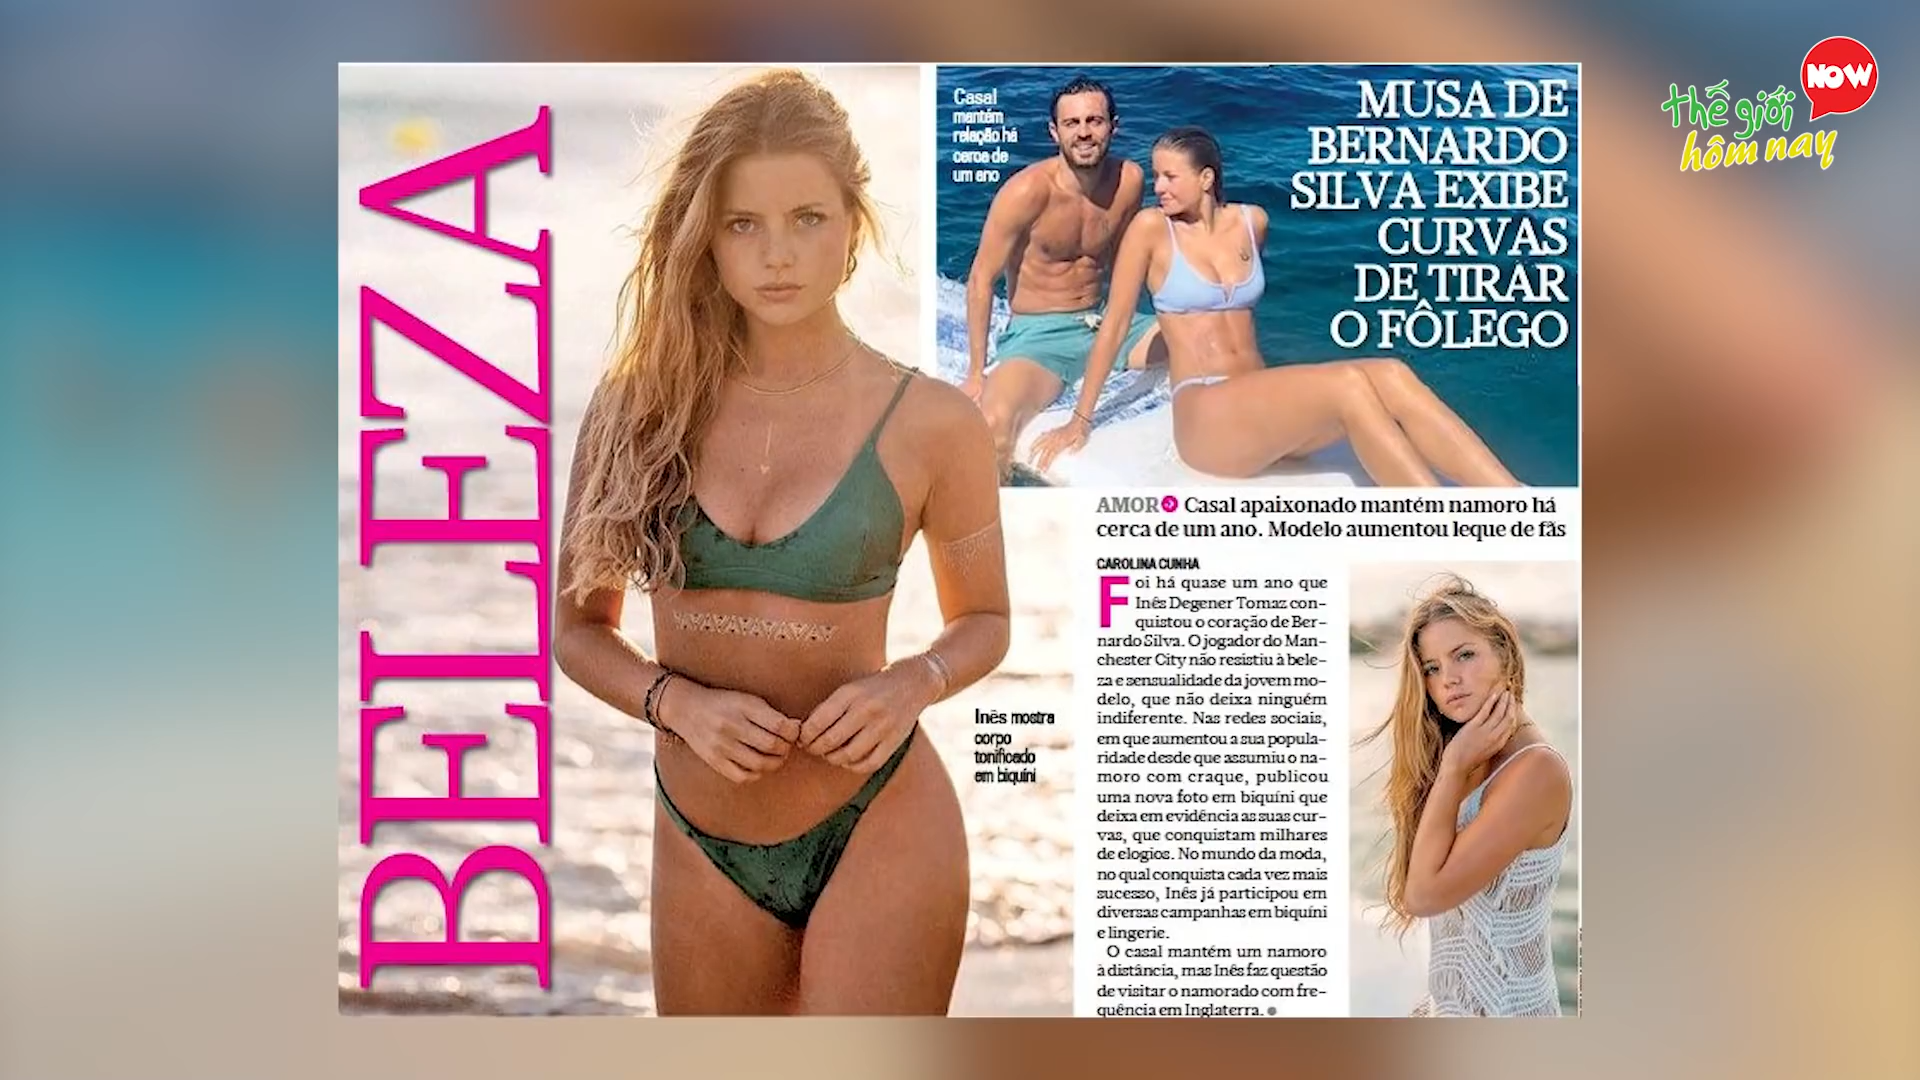 BELEZA
Casal
mantém
relação há
cerca de
um ano
MUSA DE
BERNARDO
SILVA EXIBE
CURVAS
DE TIRAR
O FÔLEGO
AMOR Casal apaixonado mantém namoro há
cerca de um ano. Modelo aumentou leque de fãs
CAROLINA CUNHA
Foi há quase um ano que
Inês Degener Tomaz con-
quistou o coração de Ber-
nardo Silva. O jogador do Man-
chester City não resistiu à bele-
za e sensualidade da jovem mo-
delo, que não deixa ninguém
indiferente. Nas redes sociais,
em que aumentou a sua popula-
ridade desde que assumiu o na-
moro com craque, publicou
uma nova foto em biquíni que
deixa em evidência as suas cur-
vas, que conquistam milhares
de elogios. No mundo da moda,
no qual conquista cada vez mais
sucesso, Inês já participou em
diversas campanhas em biquíni
e lingerie.
O casal mantém um namoro
à distância, mas Inês faz questão
de visitar o namorado com fre-
quência em Inglaterra.
Inês mostra
corpo
tonificado
em biquíni
NOW
thế giới
hôm nay